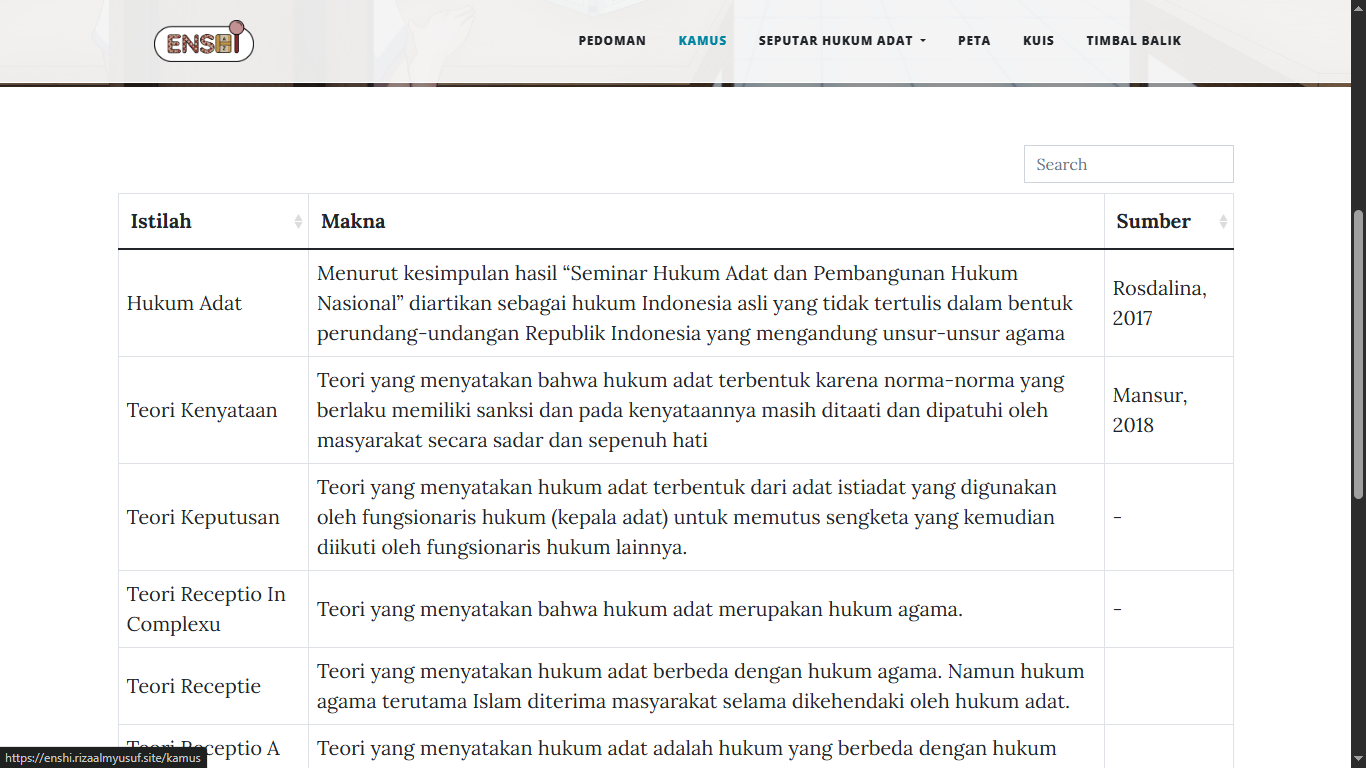 ENSHI
PEDOMAN
KAMUS
SEPUTAR HUKUM ADAT
PETA
KUIS
TIMBAL BALIK
Search
Istilah
Makna
Sumber
Hukum Adat
Menurut kesimpulan hasil “Seminar Hukum Adat dan Pembangunan Hukum
Nasional” diartikan sebagai hukum Indonesia asli yang tidak tertulis dalam bentuk
perundang-undangan Republik Indonesia yang mengandung unsur-unsur agama
Rosdalina,
2017
Teori Kenyataan
Teori yang menyatakan bahwa hukum adat terbentuk karena norma-norma yang
berlaku memiliki sanksi dan pada kenyataannya masih ditaati dan dipatuhi oleh
masyarakat secara sadar dan sepenuh hati
Mansur,
2018
Teori Keputusan
Teori yang menyatakan hukum adat terbentuk dari adat istiadat yang digunakan
oleh fungsionaris hukum (kepala adat) untuk memutus sengketa yang kemudian
diikuti oleh fungsionaris hukum lainnya.
-
Teori Receptio In
Complexu
Teori yang menyatakan bahwa hukum adat merupakan hukum agama.
-
Teori Receptie
Teori yang menyatakan hukum adat berbeda dengan hukum agama. Namun hukum
agama terutama Islam diterima masyarakat selama dikehendaki oleh hukum adat.
Teori Receptio A
Teori yang menyatakan hukum adat adalah hukum yang berbeda dengan hukum
https://enshi.rizaalmyusuf.site/kamus